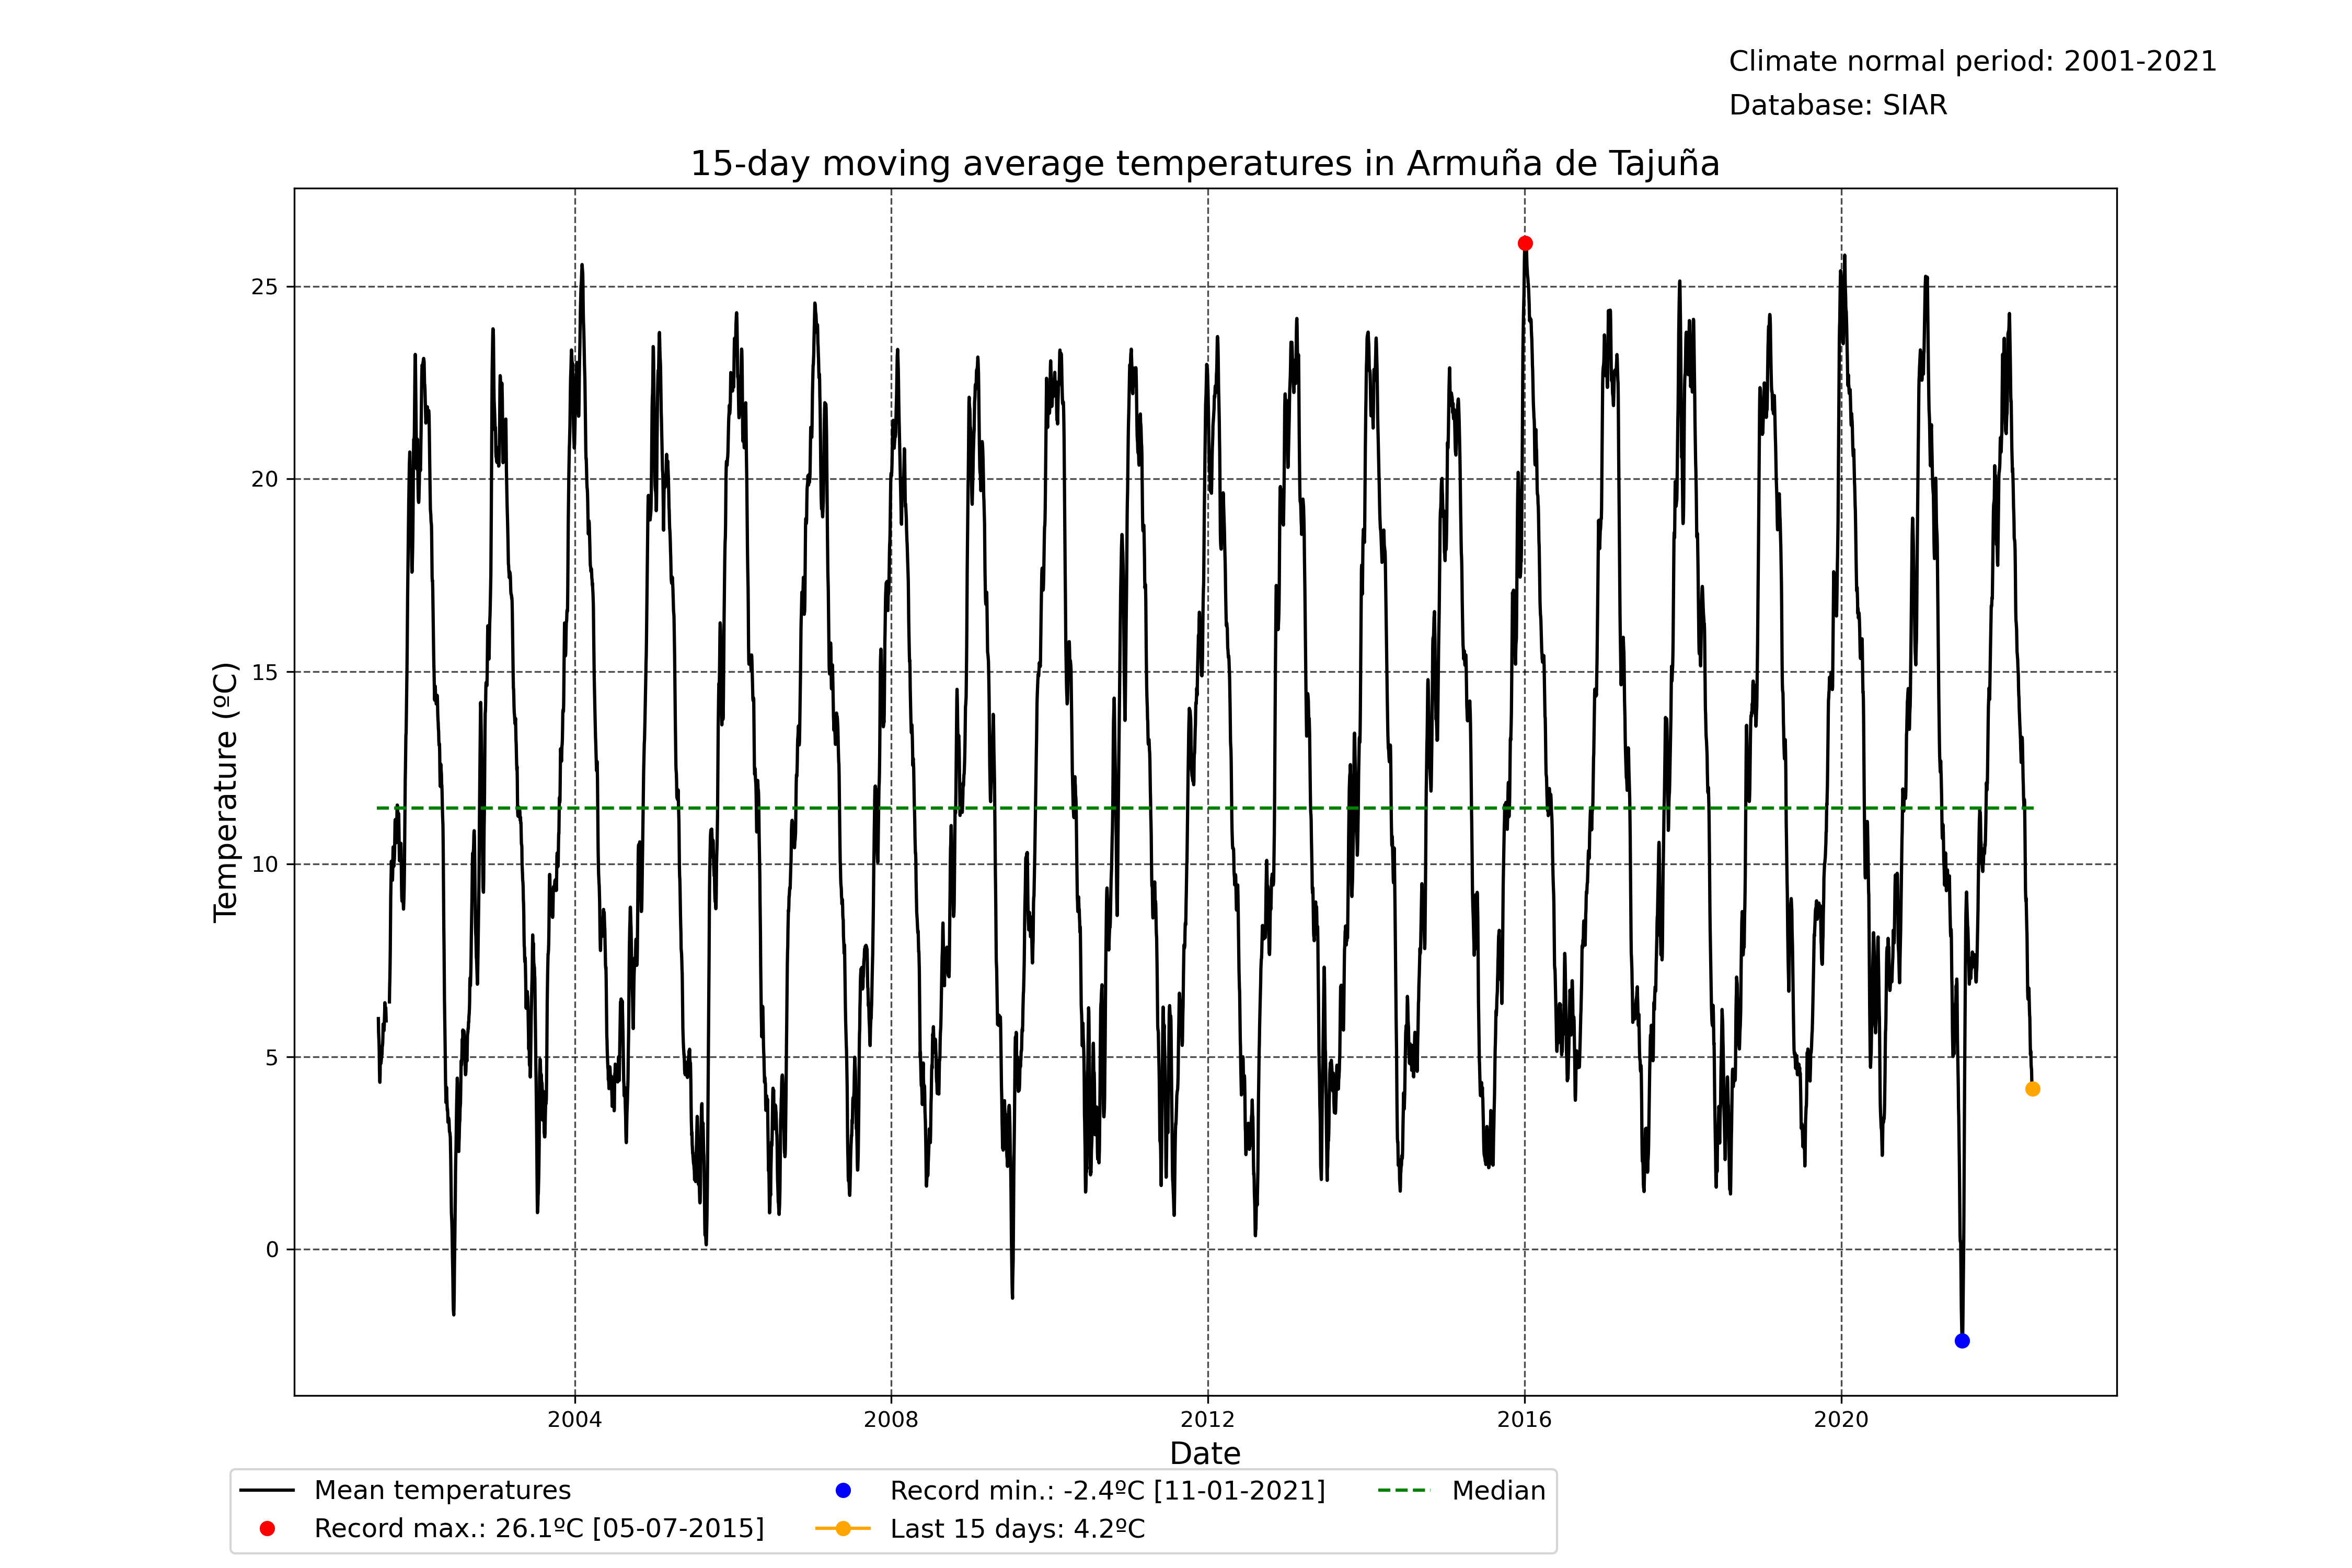 Climate normal period: 2001-2021
Database: SIAR
15-day moving average temperatures in Armuña de Tajuña
Temperature (ºC)
25
20
15
10
5
0
2004
2008
2012
2016
2020
Date
Mean temperatures
Record max.: 26.1ºC [05-07-2015]
Record min.: -2.4ºC [11-01-2021]
Last 15 days: 4.2ºC
Median